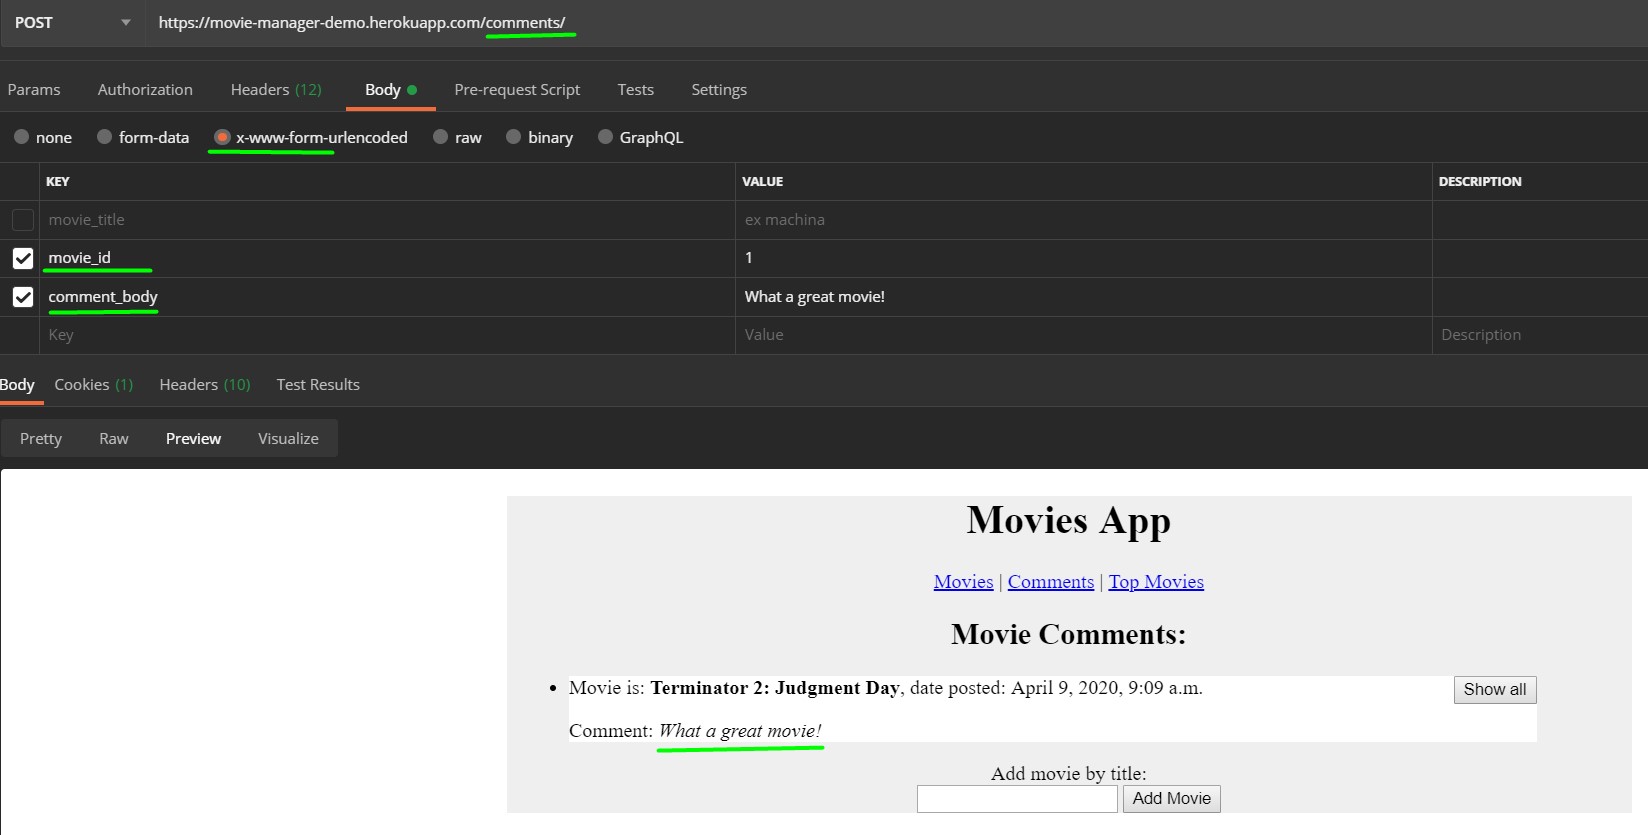 POST https://movie-manager-demo.herokuapp.com/comments/
Params Authorization Headers (12) Body Pre-request Script Tests Settings
none form-data x-www-form-urlencoded raw binary GraphQL
KEY VALUE DESCRIPTION
movie_title ex machina
movie_id 1
comment_body What a great movie!
Key Value Description
Body Cookies (1) Headers (10) Test Results
Pretty Raw Preview Visualize
Movies App
Movies | Comments | Top Movies
Movie Comments:
Movie is: Terminator 2: Judgment Day, date posted: April 9, 2020, 9:09 a.m. Show all
Comment: What a great movie!
Add movie by title:
Add Movie